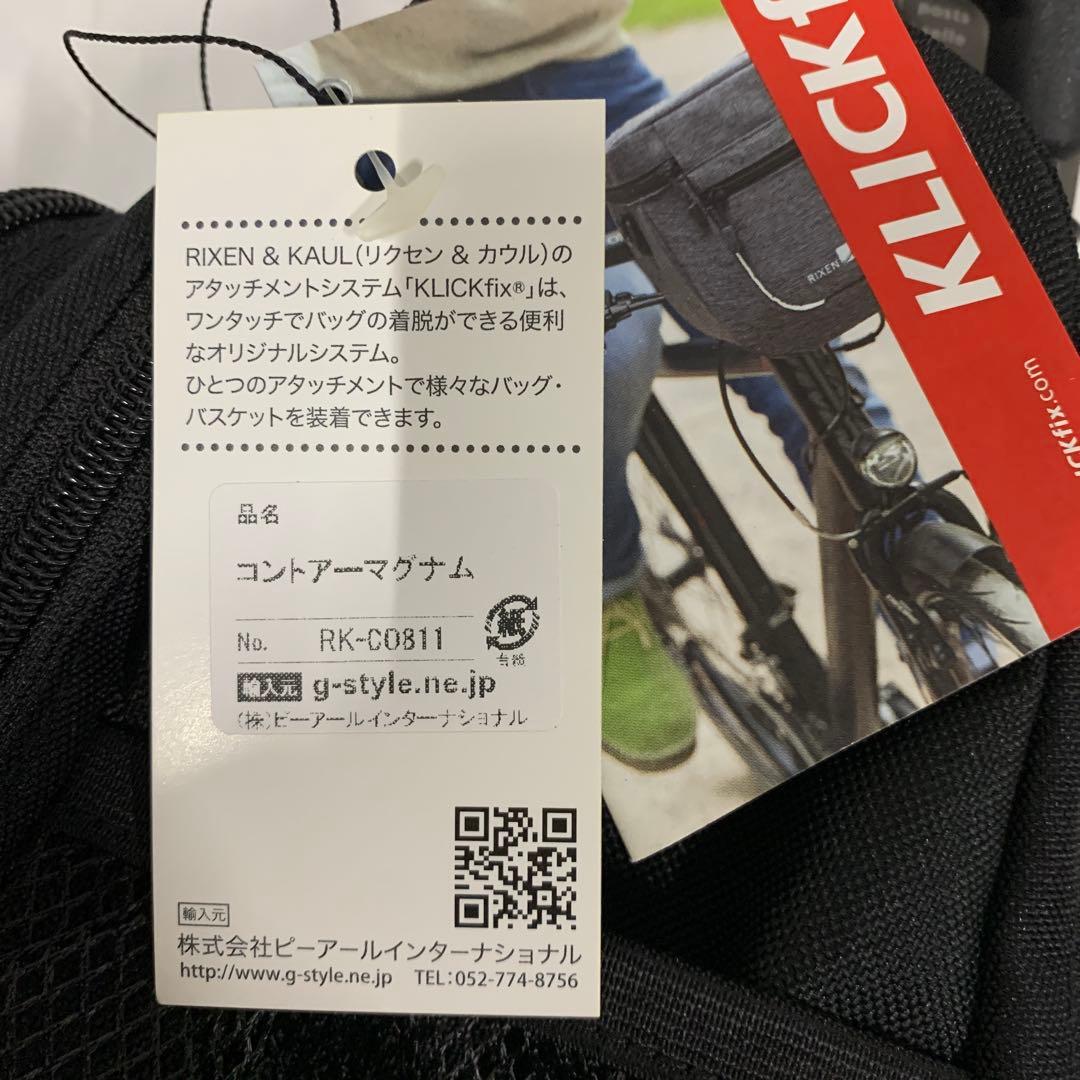 RIXEN & KAUL(リクセン & カウル)の
アタッチメントシステム「KLICKfix®」は、
ワンタッチでバッグの着脱ができる便利
なオリジナルシステム。
ひとつのアタッチメントで様々なバッグ・
バスケットを装着できます。
品名
コントアーマグナム
No. RK-CO811
紙
台紙
輸入元 g-style.ne.jp
(株)ピーアールインターナショナル
輸入元
株式会社ピーアールインターナショナル
http://www.g-style.ne.jp TEL:052-774-8756
KLICKf
ICKfix.com
RIXEN
posts